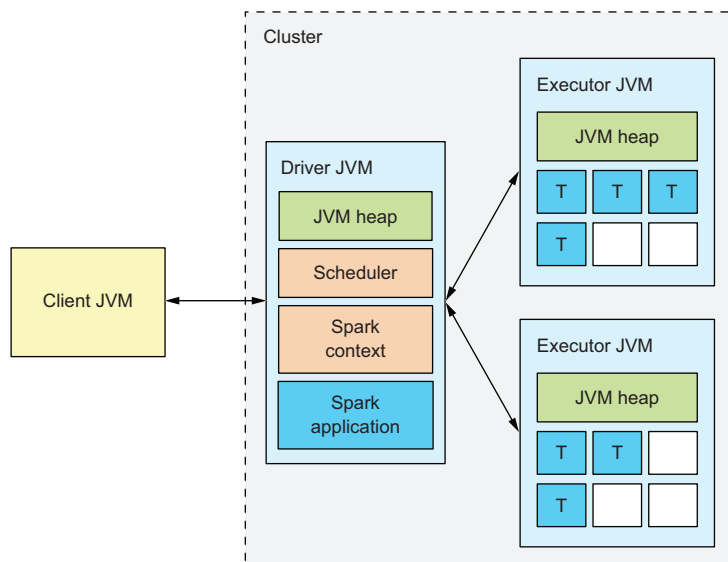 Cluster
Client JVM
Driver JVM
JVM heap
Scheduler
Spark
context
Spark
application
Executor JVM
JVM heap
T T T
T
Executor JVM
JVM heap
T T
T